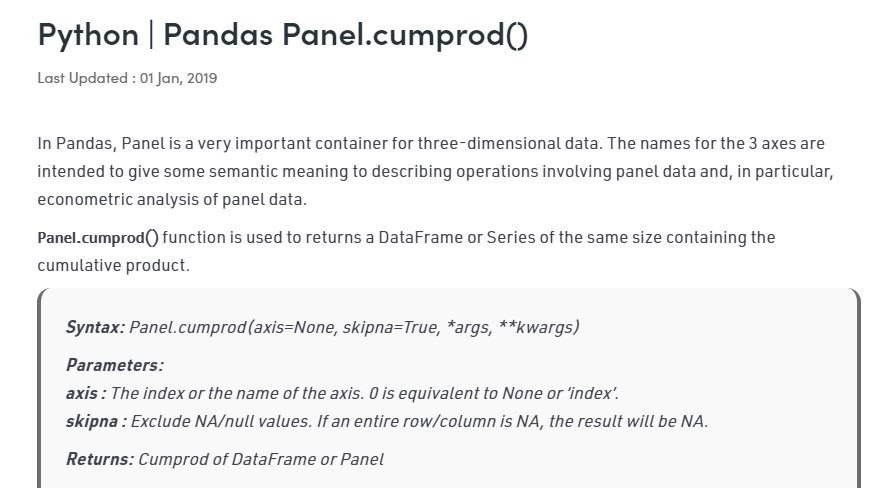 Python | Pandas Panel.cumprod()
Last Updated : 01 Jan, 2019
In Pandas, Panel is a very important container for three-dimensional data. The names for the 3 axes are
intended to give some semantic meaning to describing operations involving panel data and, in particular,
econometric analysis of panel data.
Panel.cumprod() function is used to returns a DataFrame or Series of the same size containing the
cumulative product.
Syntax: Panel.cumprod(axis=None, skipna=True, *args, **kwargs)
Parameters:
axis : The index or the name of the axis. 0 is equivalent to None or ‘index’.
skipna : Exclude NA/null values. If an entire row/column is NA, the result will be NA.
Returns: Cumprod of DataFrame or Panel